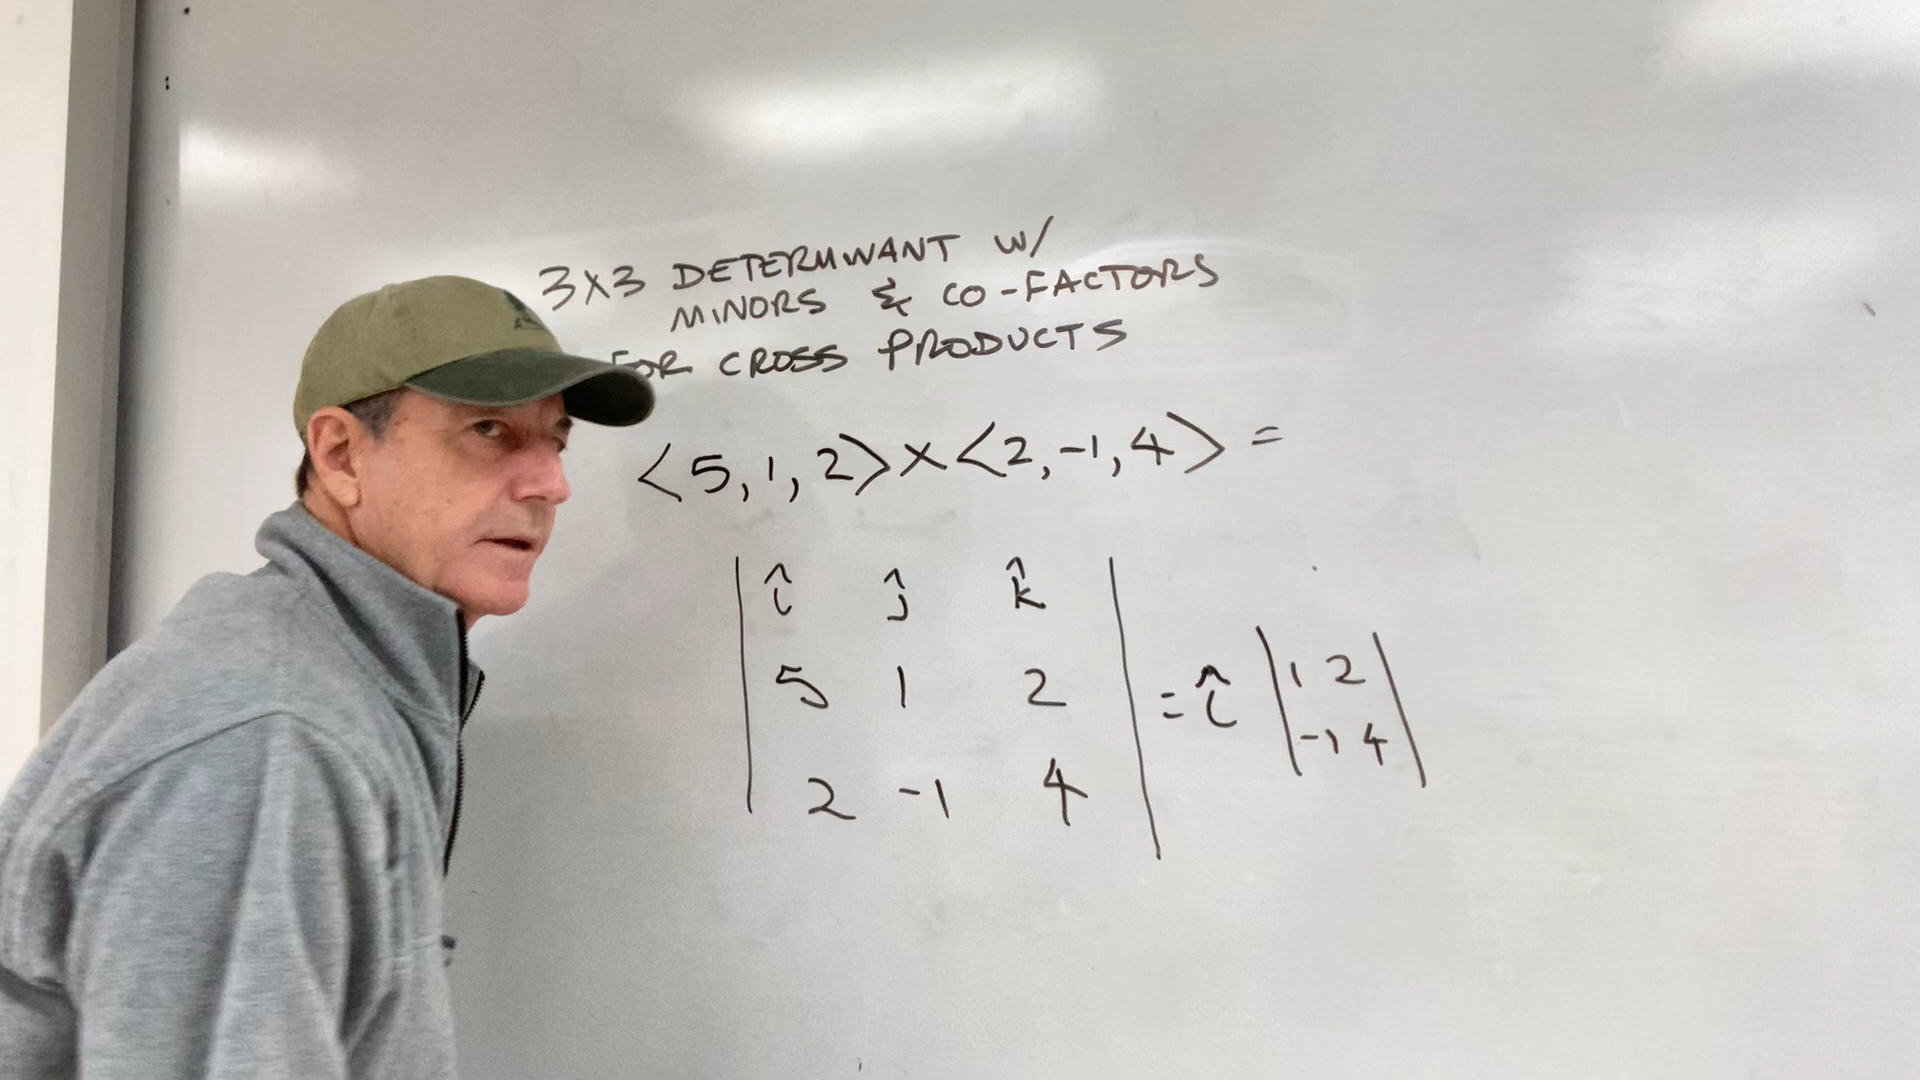 3X3 DETERMINANT W/
MINORS & CO-FACTORS
FOR CROSS PRODUCTS
<5, 1, 2> × <2, -1, 4> =
| î ĵ k̂ |
| 5 1 2 | = î | 1 2 |
| 2 -1 4 | | -1 4 |